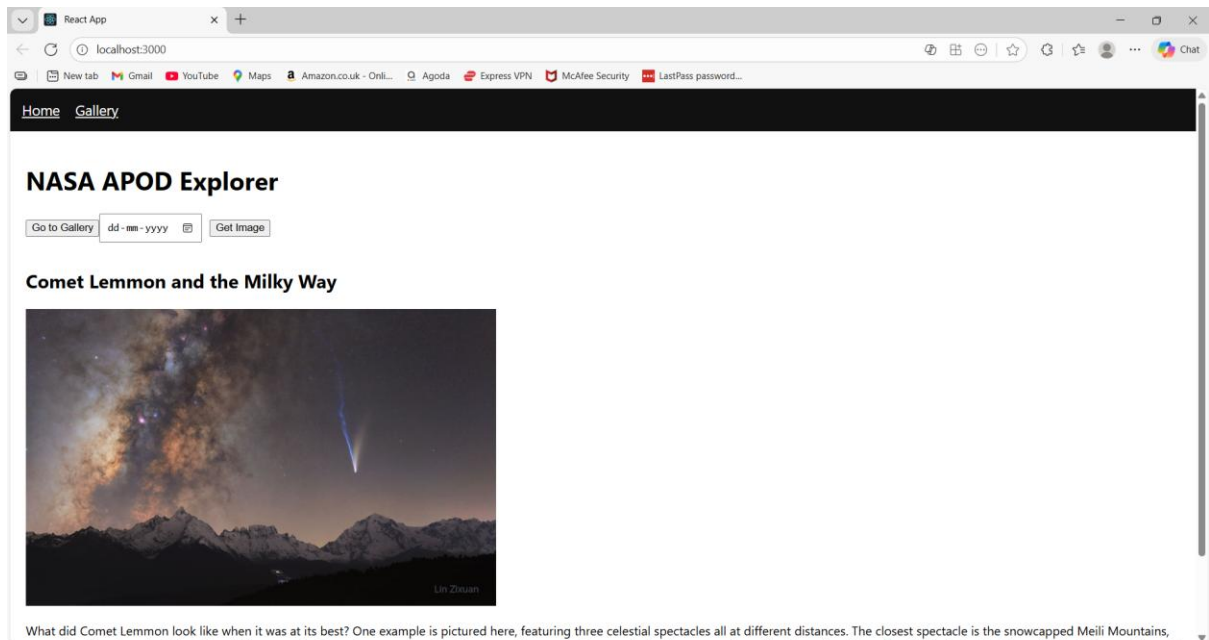 React App
localhost:3000
Chat
New tab Gmail YouTube Maps Amazon.co.uk - Onli... Agoda Express VPN McAfee Security LastPass password...
Home Gallery
NASA APOD Explorer
Go to Gallery dd-mm-yyyy Get Image
Comet Lemmon and the Milky Way
Lin Zixuan
What did Comet Lemmon look like when it was at its best? One example is pictured here, featuring three celestial spectacles all at different distances. The closest spectacle is the snowcapped Meili Mountains,